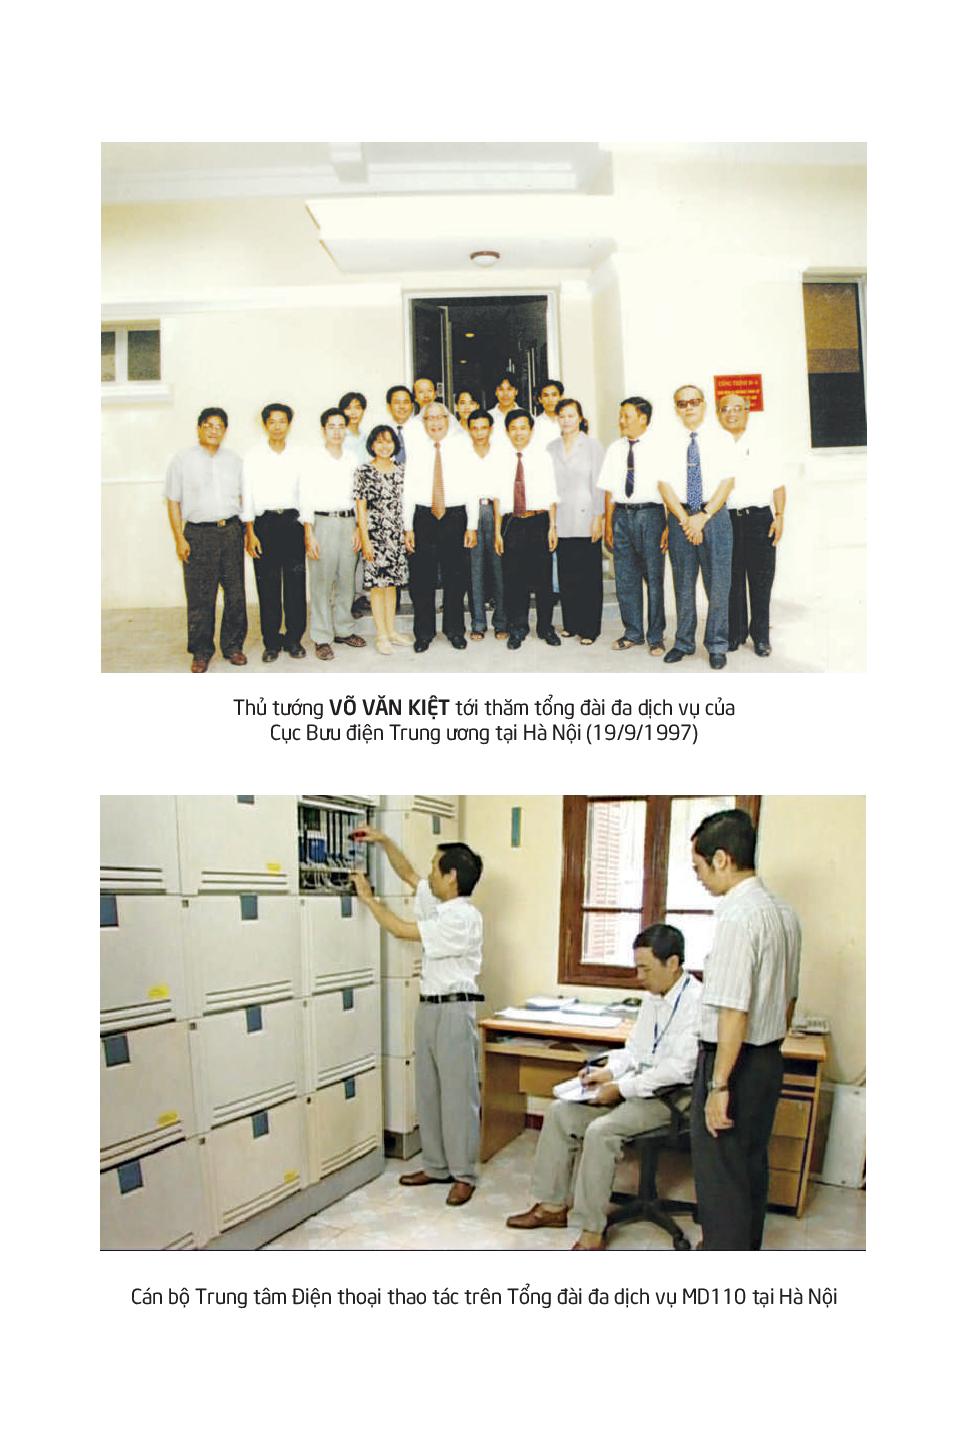 CÔNG TRÌNH
Thủ tướng VÕ VĂN KIỆT tới thăm tổng đài đa dịch vụ của
Cục Bưu điện Trung ương tại Hà Nội (19/9/1997)
Cán bộ Trung tâm Điện thoại thao tác trên Tổng đài đa dịch vụ MD110 tại Hà Nội